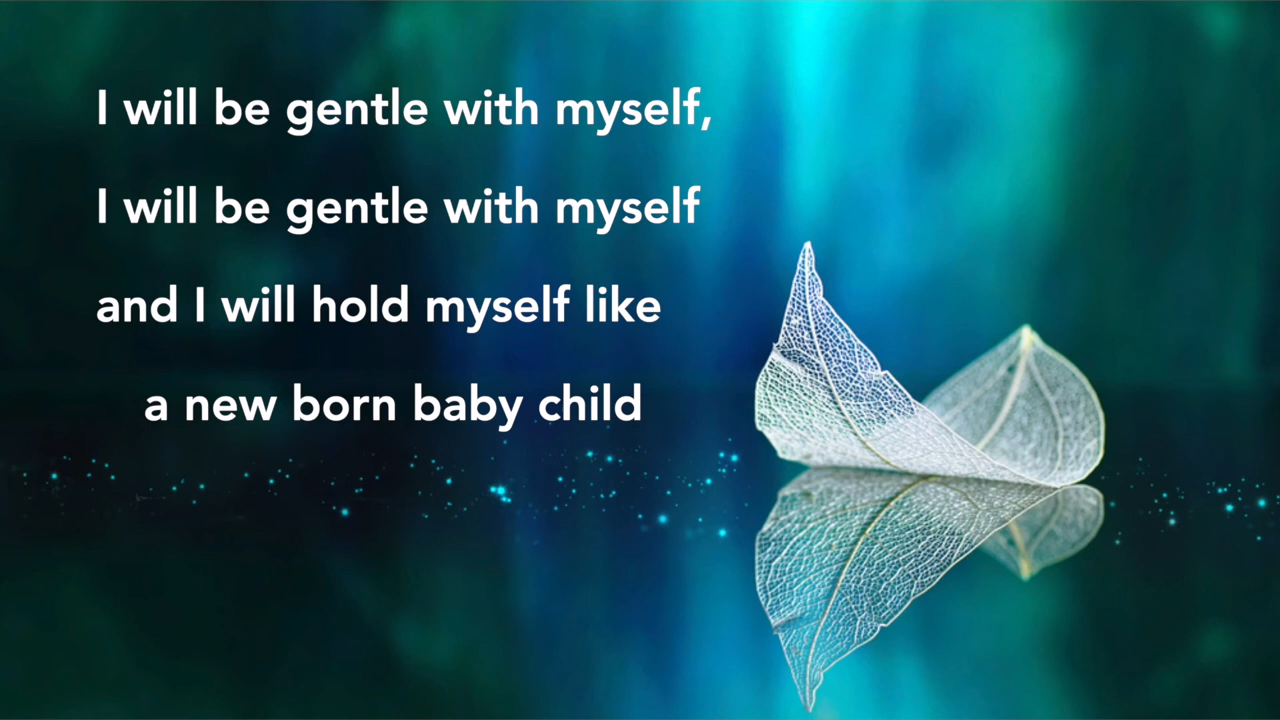 I will be gentle with myself,
I will be gentle with myself
and I will hold myself like
a new born baby child